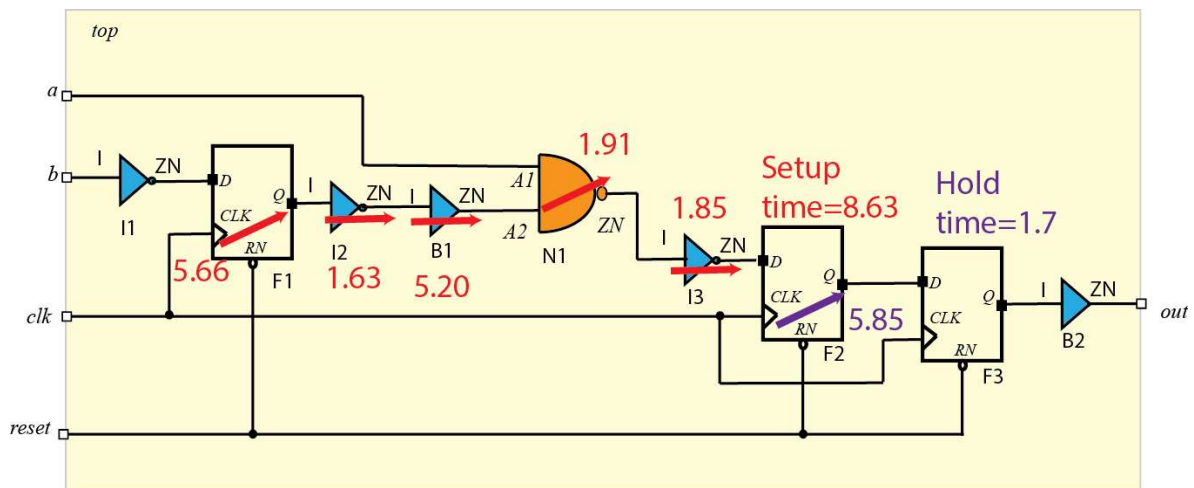 top
a
1.91
Setup
time=8.63
Hold
time=1.7
I
ZN
b
D
Q
I
ZN
I
ZN
A1
A2
ZN
1.85
I1
CLK
RN
5.66
F1
I2
1.63
B1
5.20
N1
I
ZN
I3
D
Q
CLK
RN
5.85
F2
D
Q
CLK
RN
F3
I
ZN
B2
out
clk
reset